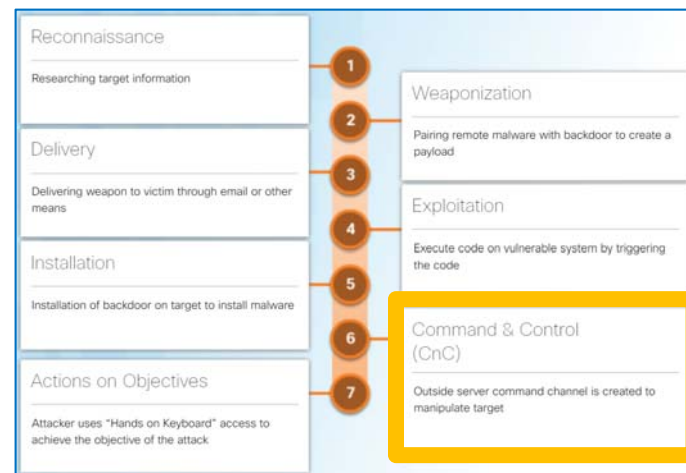 Reconnaissance
Researching target information
1
Weaponization
Pairing remote malware with backdoor to create a
payload
2
Delivery
Delivering weapon to victim through email or other
means
3
Exploitation
Execute code on vulnerable system by triggering
the code
4
Installation
Installation of backdoor on target to install malware
5
Command & Control
(CnC)
Outside server command channel is created to
manipulate target
6
Actions on Objectives
Attacker uses "Hands on Keyboard" access to
achieve the objective of the attack
7